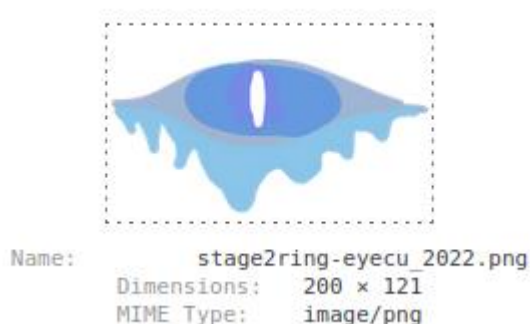 Name: stage2ring-eyecu_2022.png
Dimensions: 200 × 121
MIME Type: image/png